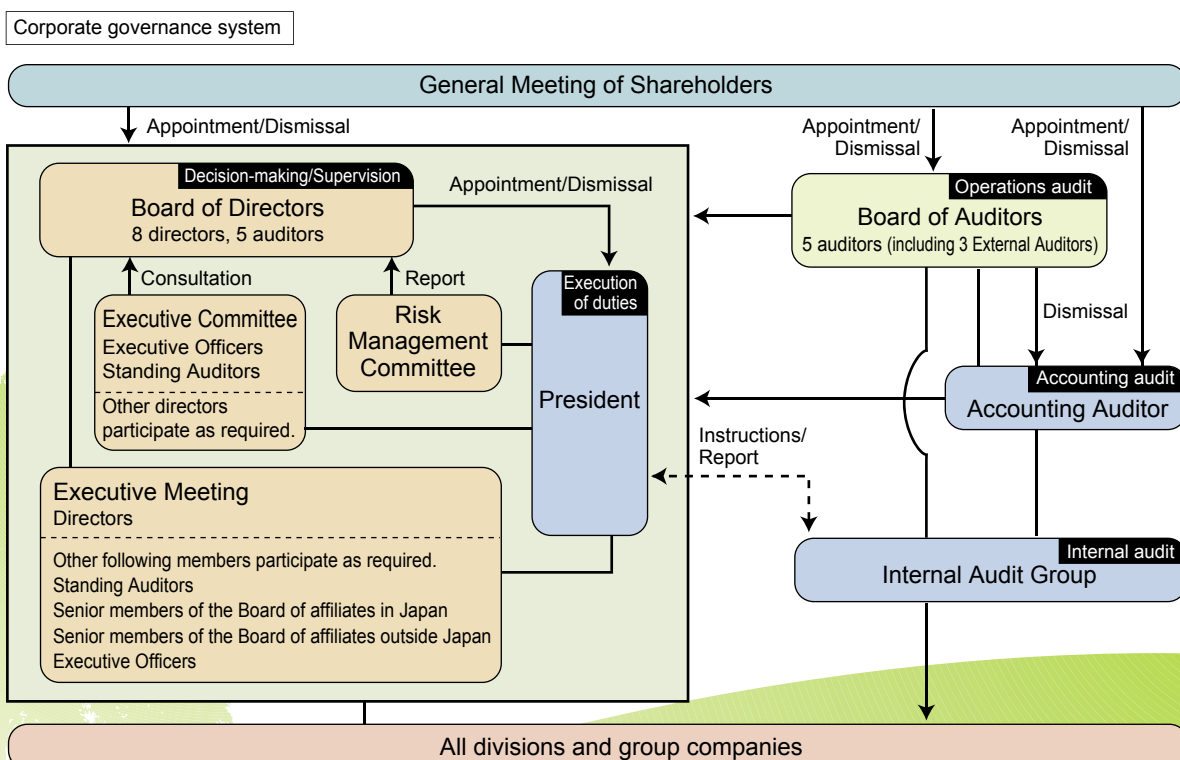 Corporate governance system
General Meeting of Shareholders
Appointment/Dismissal
Appointment/
Dismissal
Appointment/
Dismissal
Decision-making/Supervision
Board of Directors
8 directors, 5 auditors
Appointment/Dismissal
Operations audit
Board of Auditors
5 auditors (including 3 External Auditors)
Consultation
Report
Execution
of duties
President
Executive Committee
Executive Officers
Standing Auditors
Other directors
participate as required.
Risk
Management
Committee
Dismissal
Accounting audit
Accounting Auditor
Instructions/
Report
Executive Meeting
Directors
Other following members participate as required.
Standing Auditors
Senior members of the Board of affiliates in Japan
Senior members of the Board of affiliates outside Japan
Executive Officers
Internal audit
Internal Audit Group
All divisions and group companies